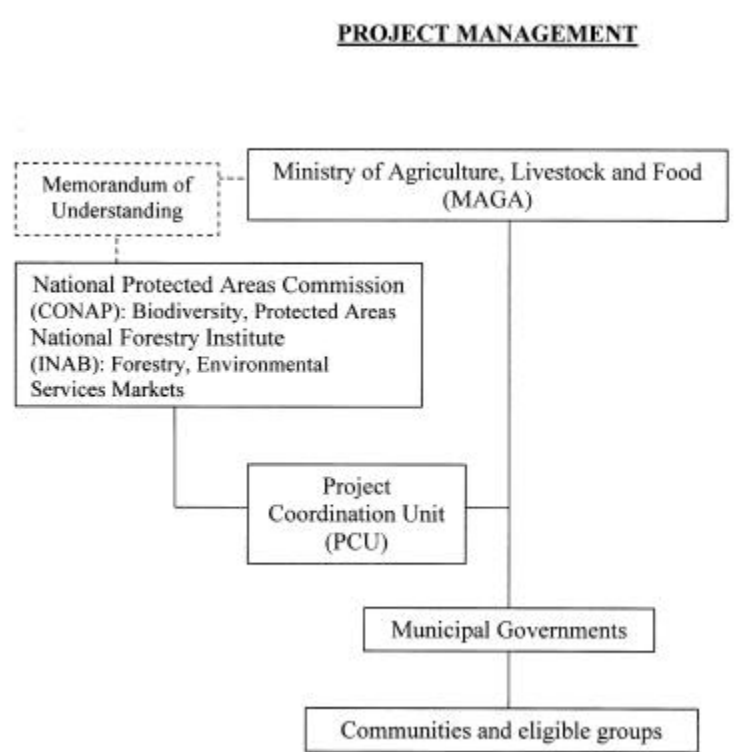 PROJECT MANAGEMENT
Memorandum of
Understanding
Ministry of Agriculture, Livestock and Food
(MAGA)
National Protected Areas Commission
(CONAP): Biodiversity, Protected Areas
National Forestry Institute
(INAB): Forestry, Environmental
Services Markets
Project
Coordination Unit
(PCU)
Municipal Governments
Communities and eligible groups